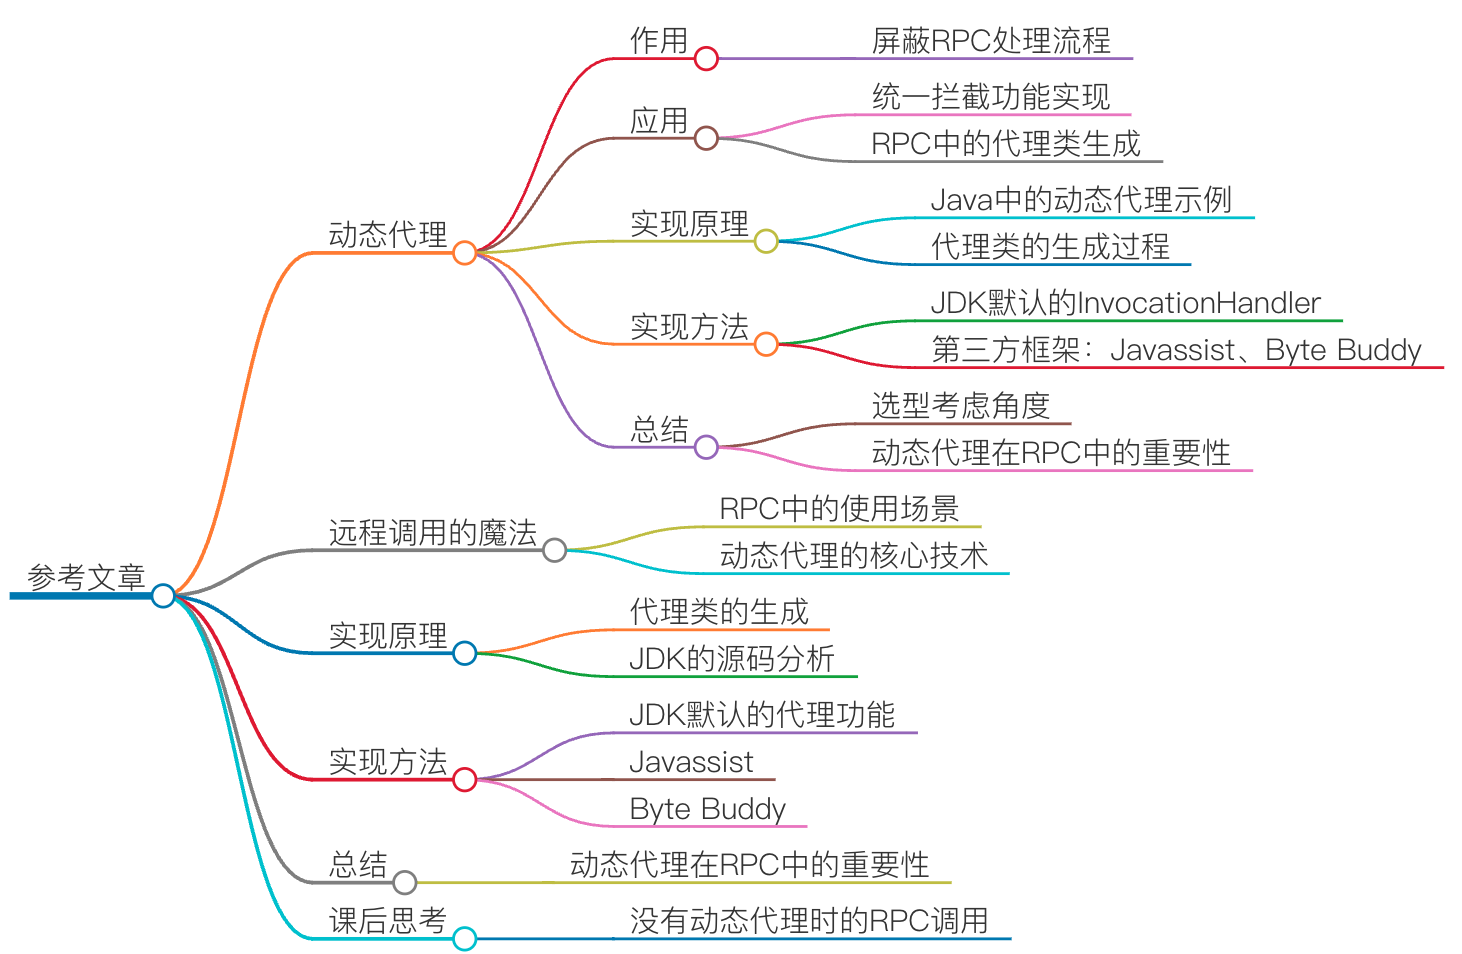 作用
屏蔽RPC处理流程
应用
统一拦截功能实现
RPC中的代理类生成
动态代理
实现原理
Java中的动态代理示例
代理类的生成过程
实现方法
JDK默认的InvocationHandler
第三方框架：Javassist、Byte Buddy
总结
选型考虑角度
动态代理在RPC中的重要性
参考文章
远程调用的魔法
RPC中的使用场景
动态代理的核心技术
实现原理
代理类的生成
JDK的源码分析
实现方法
JDK默认的代理功能
Javassist
Byte Buddy
总结
动态代理在RPC中的重要性
课后思考
没有动态代理时的RPC调用